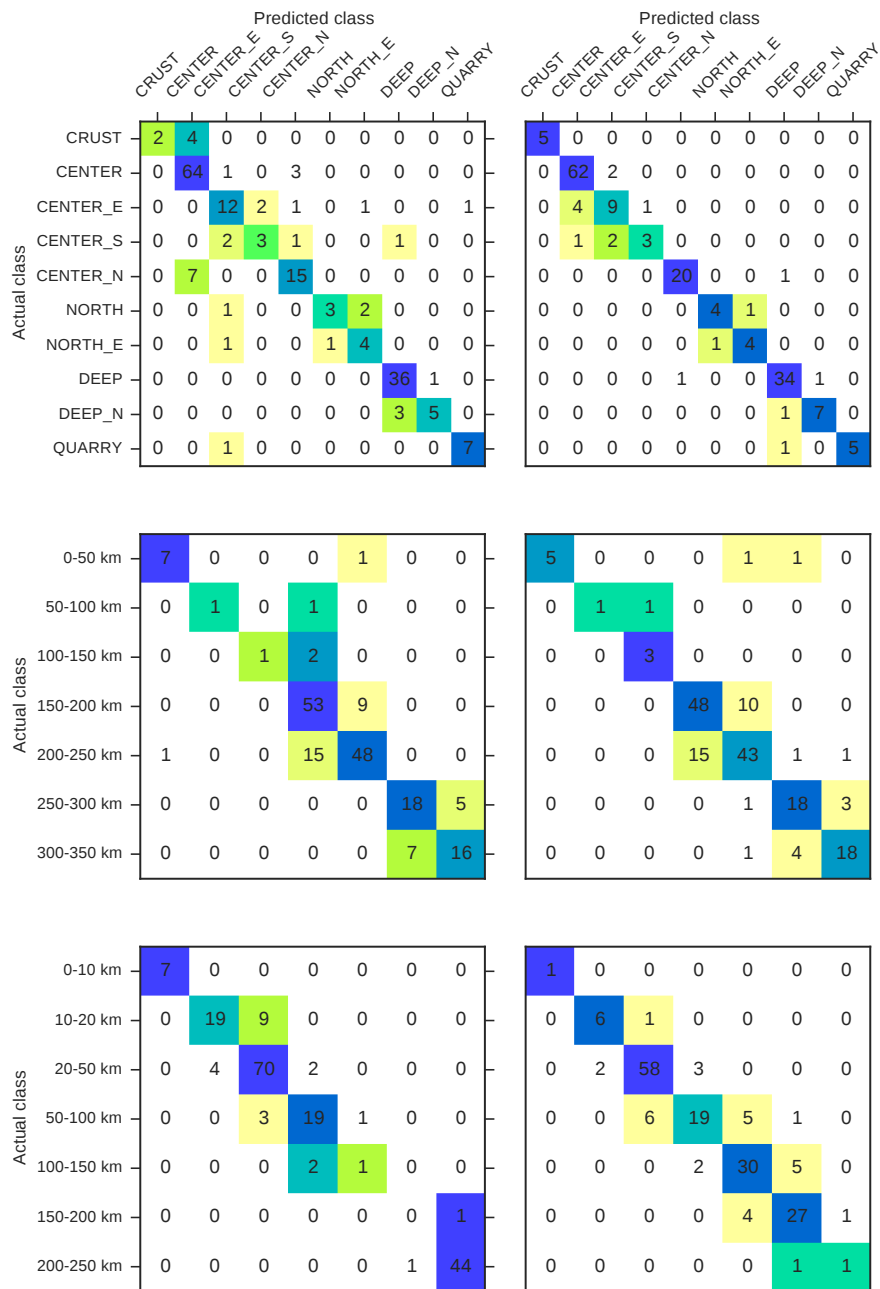 Predicted class Predicted class
CRUST CENTER CENTER_E CENTER_S CENTER_N NORTH NORTH_E DEEP DEEP_N QUARRY CRUST CENTER CENTER_E CENTER_S CENTER_N NORTH NORTH_E DEEP DEEP_N QUARRY
Actual class
CRUST 2 4 0 0 0 0 0 0 0 0 5 0 0 0 0 0 0 0 0 0
CENTER 0 64 1 0 3 0 0 0 0 0 0 62 2 0 0 0 0 0 0 0
CENTER_E 0 0 12 2 1 0 1 0 0 1 0 4 9 1 0 0 0 0 0 0
CENTER_S 0 0 2 3 1 0 0 1 0 0 0 1 2 3 0 0 0 0 0 0
CENTER_N 0 7 0 0 15 0 0 0 0 0 0 0 0 0 20 0 0 1 0 0
NORTH 0 0 1 0 0 3 2 0 0 0 0 0 0 0 0 4 1 0 0 0
NORTH_E 0 0 1 0 0 1 4 0 0 0 0 0 0 0 0 1 4 0 0 0
DEEP 0 0 0 0 0 0 0 36 1 0 0 0 0 0 1 0 0 34 1 0
DEEP_N 0 0 0 0 0 0 0 3 5 0 0 0 0 0 0 0 0 1 7 0
QUARRY 0 0 1 0 0 0 0 0 0 7 0 0 0 0 0 0 0 1 0 5
Actual class
0-50 km 7 0 0 0 1 0 0 5 0 0 0 1 1 0
50-100 km 0 1 0 1 0 0 0 0 1 1 0 0 0 0
100-150 km 0 0 1 2 0 0 0 0 0 3 0 0 0 0
150-200 km 0 0 0 53 9 0 0 0 0 0 48 10 0 0
200-250 km 1 0 0 15 48 0 0 0 0 0 15 43 1 1
250-300 km 0 0 0 0 0 18 5 0 0 0 0 1 18 3
300-350 km 0 0 0 0 0 7 16 0 0 0 0 1 4 18
Actual class
0-10 km 7 0 0 0 0 0 0 1 0 0 0 0 0 0
10-20 km 0 19 9 0 0 0 0 0 6 1 0 0 0 0
20-50 km 0 4 70 2 0 0 0 0 2 58 3 0 0 0
50-100 km 0 0 3 19 1 0 0 0 0 6 19 5 1 0
100-150 km 0 0 0 2 1 0 0 0 0 0 2 30 5 0
150-200 km 0 0 0 0 0 0 1 0 0 0 0 4 27 1
200-250 km 0 0 0 0 0 1 44 0 0 0 0 0 1 1